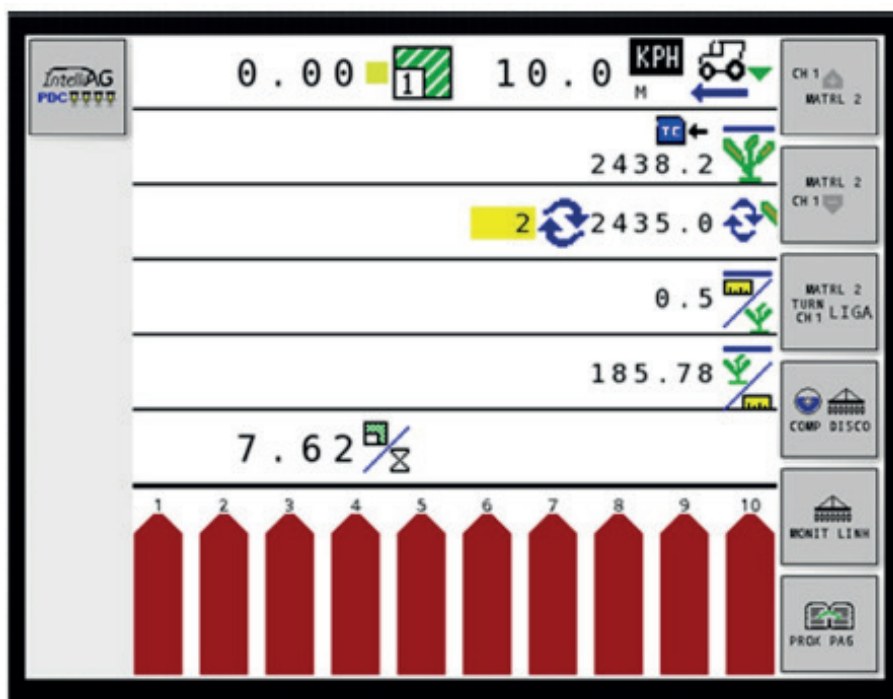 IntelliAG
PDC
0.00
1
10.0
KPH
M
CH 1
MATRL 2
TC
2438.2
MATRL 2
CH 1
2
2435.0
MATRL 2
TURN
CH 1 LIGA
0.5
185.78
COMP DISCO
7.62
MONIT LINH
1 2 3 4 5 6 7 8 9 10
PROX PAG